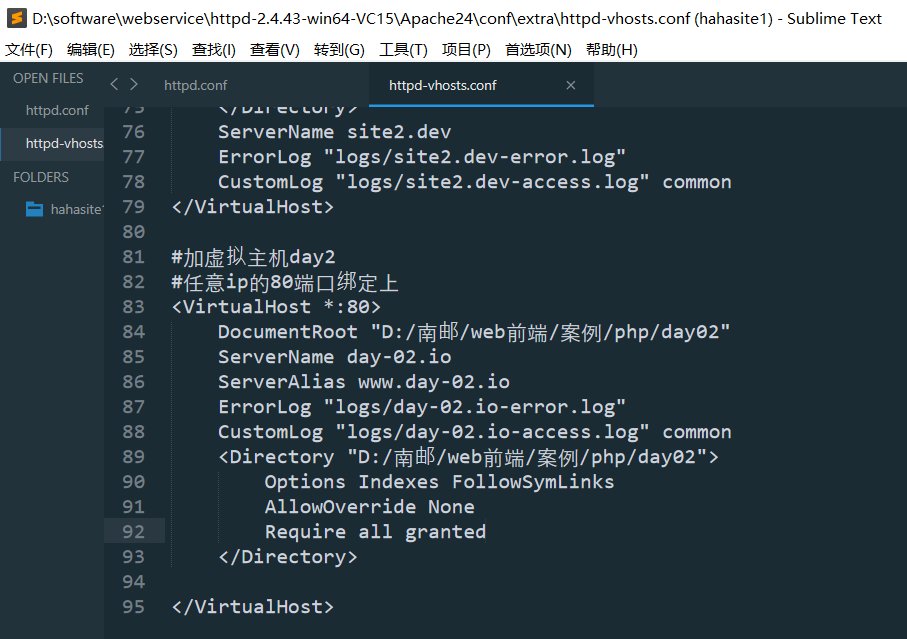 D:\software\webservice\httpd-2.4.43-win64-VC15\Apache24\conf\extra\httpd-vhosts.conf (hahasite1) - Sublime Text
文件(F) 编辑(E) 选择(S) 查找(I) 查看(V) 转到(G) 工具(T) 项目(P) 首选项(N) 帮助(H)
OPEN FILES
httpd.conf
httpd-vhosts
FOLDERS
hahasite1
httpd.conf httpd-vhosts.conf ×
75 </Directory>
76 ServerName site2.dev
77 ErrorLog "logs/site2.dev-error.log"
78 CustomLog "logs/site2.dev-access.log" common
79 </VirtualHost>
80
81 #加虚拟主机day2
82 #任意ip的80端口绑定上
83 <VirtualHost *:80>
84 DocumentRoot "D:/南邮/web前端/案例/php/day02"
85 ServerName day-02.io
86 ServerAlias www.day-02.io
87 ErrorLog "logs/day-02.io-error.log"
88 CustomLog "logs/day-02.io-access.log" common
89 <Directory "D:/南邮/web前端/案例/php/day02">
90 Options Indexes FollowSymLinks
91 AllowOverride None
92 Require all granted
93 </Directory>
94
95 </VirtualHost>